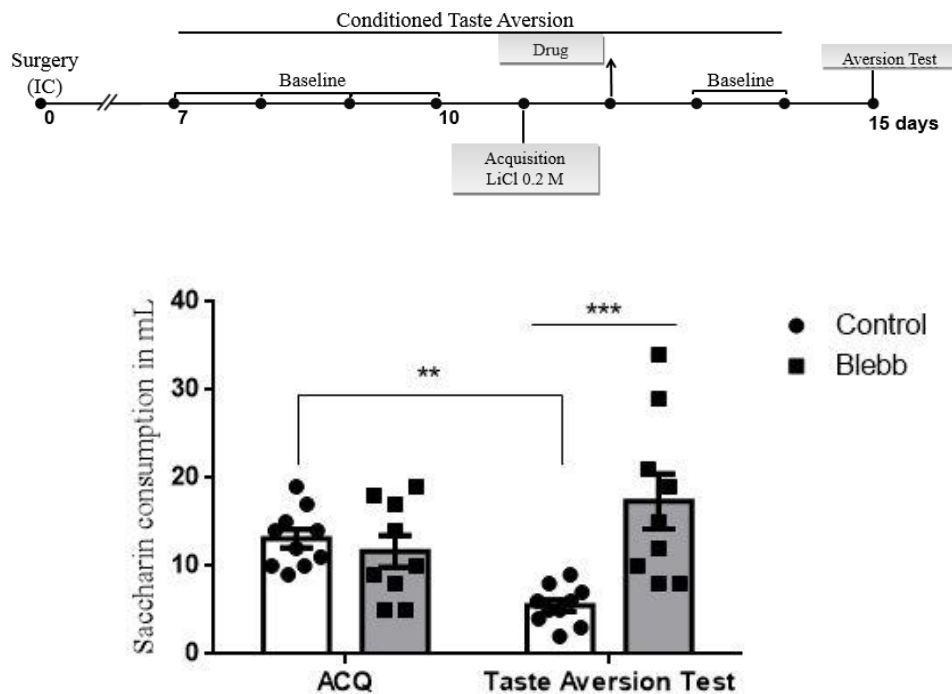 Conditioned Taste Aversion
Surgery
(IC)
Baseline
Drug
Baseline
Aversion Test
0
7
10
15 days
Acquisition
LiCl 0.2 M
Saccharin consumption in mL
40
30
20
10
0
**
***
Control
Blebb
ACQ
Taste Aversion Test